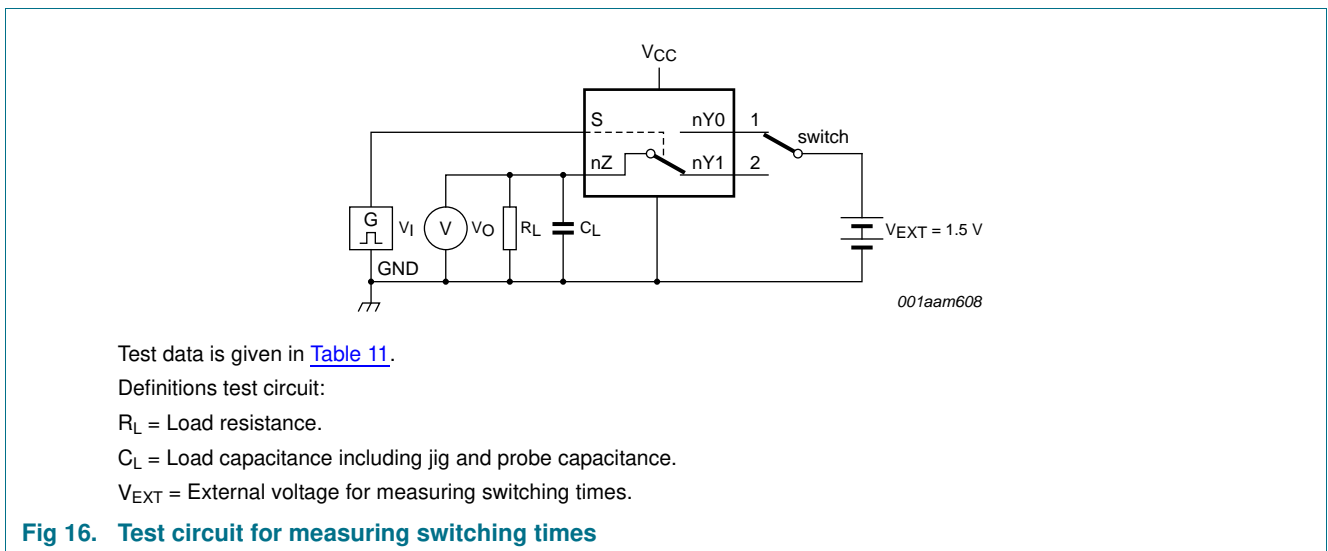 VCC
S nY0 1 switch
nZ nY1 2
G VI V VO RL CL VEXT = 1.5 V
GND
001aam608
Test data is given in Table 11.
Definitions test circuit:
RL = Load resistance.
CL = Load capacitance including jig and probe capacitance.
VEXT = External voltage for measuring switching times.
Fig 16. Test circuit for measuring switching times